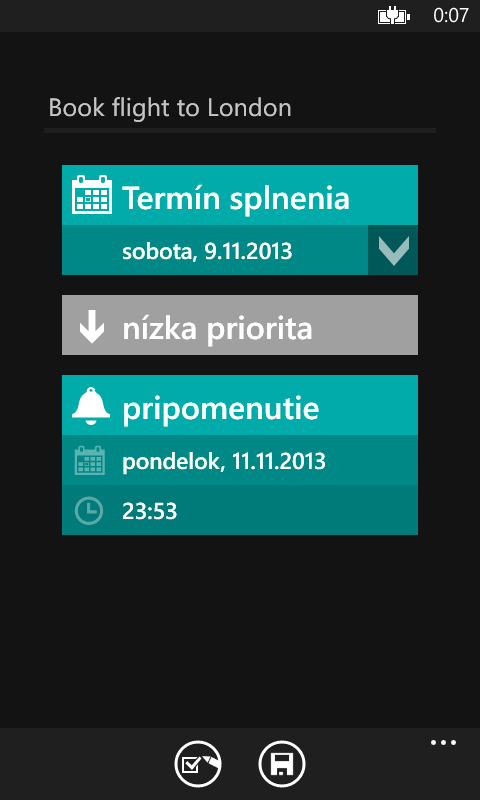 0:07
Book flight to London
Termín splnenia
sobota, 9.11.2013
nízka priorita
pripomenutie
pondelok, 11.11.2013
23:53